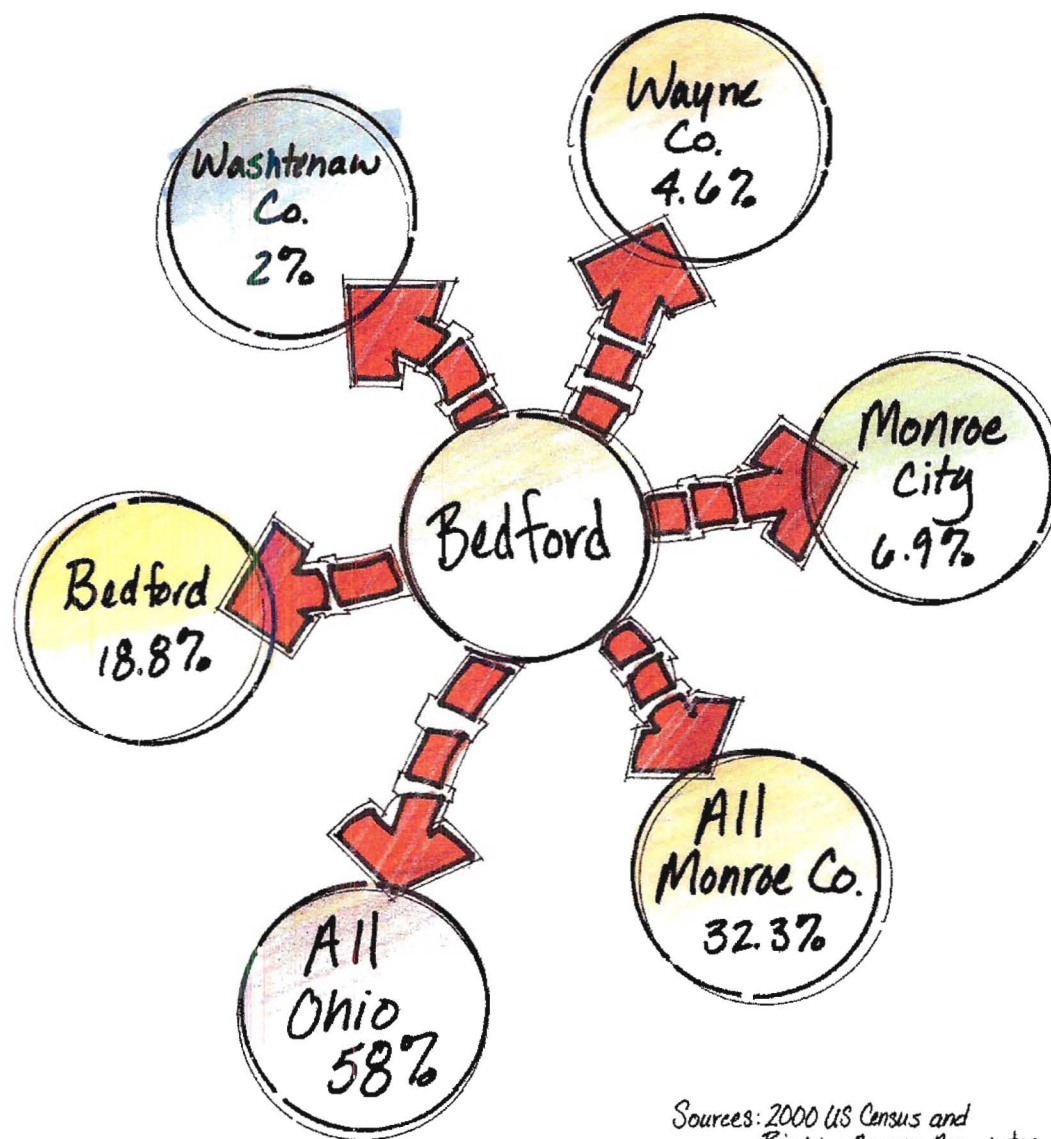 Washtenaw
Co.
2%
Wayne
Co.
4.6%
Monroe
City
6.9%
Bedford
Bedford
18.8%
All
Monroe Co.
32.3%
All
Ohio
58%
Sources: 2000 US Census and